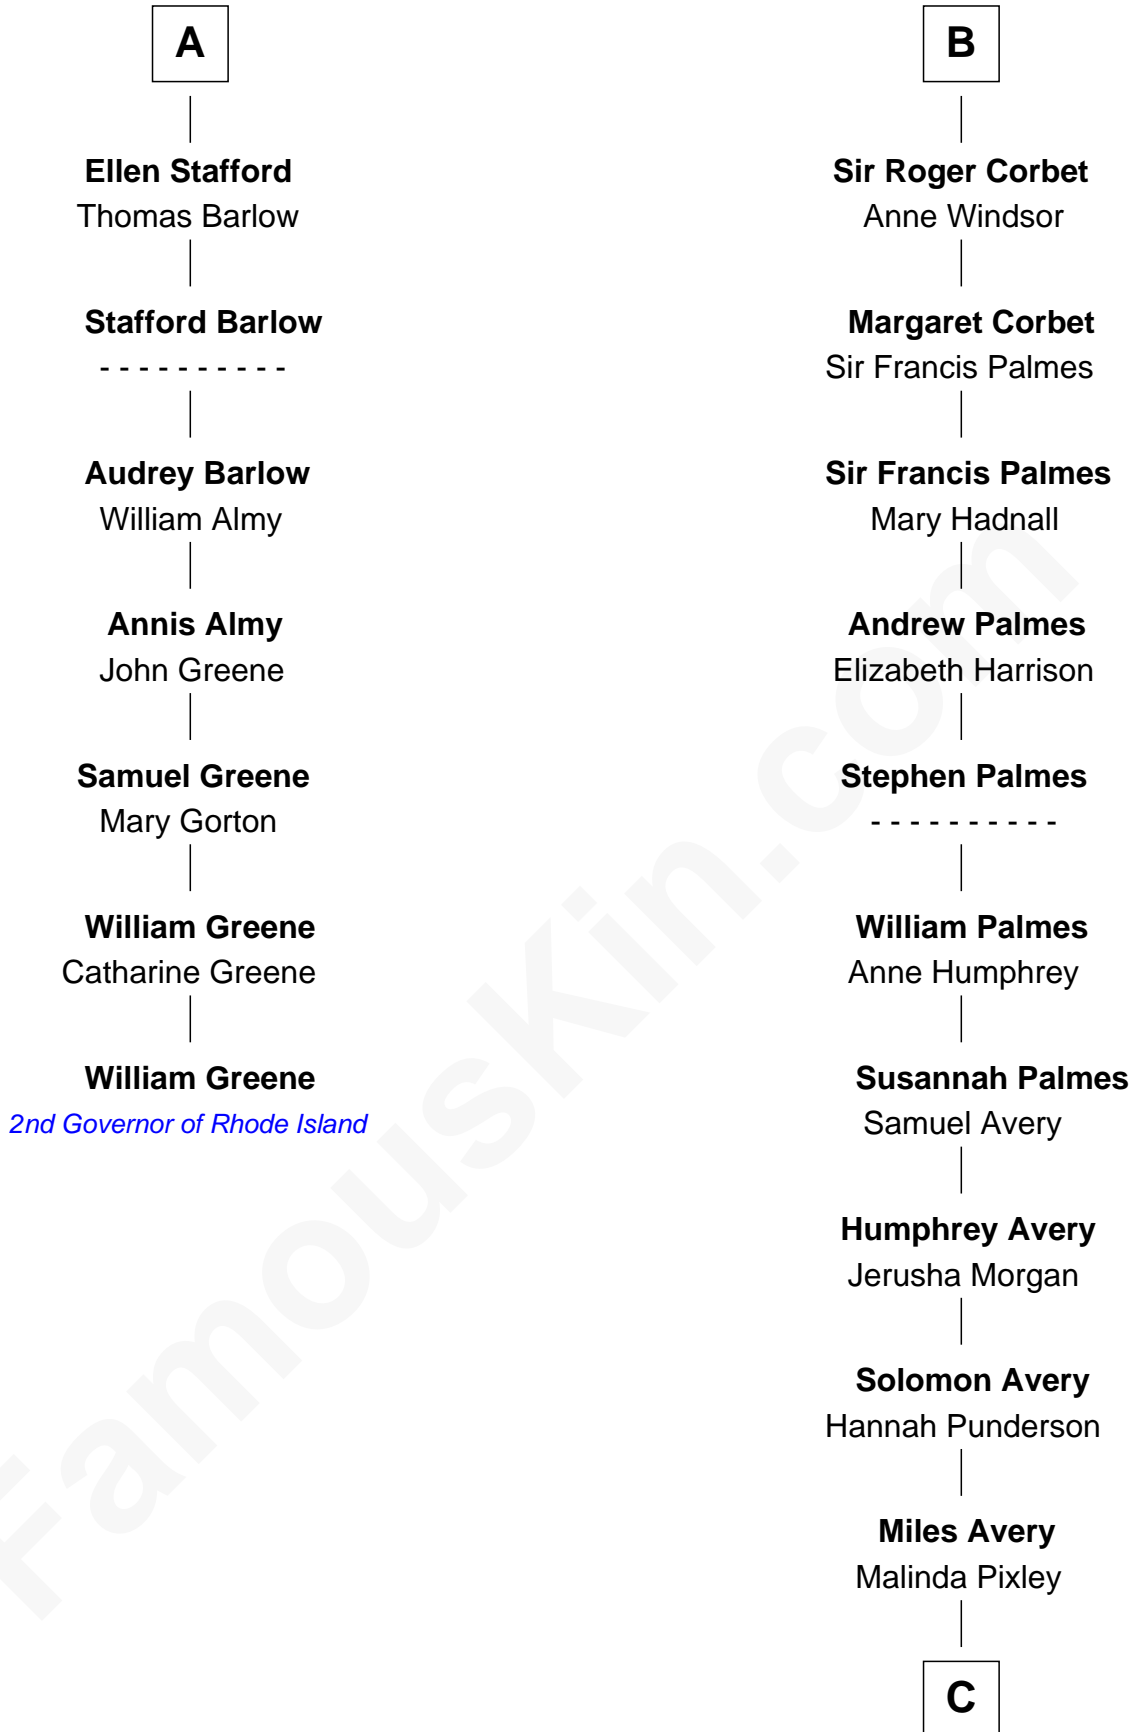 A
Ellen Stafford
Thomas Barlow
Stafford Barlow
- - - - - - - - - -
Audrey Barlow
William Almy
Annis Almy
John Greene
Samuel Greene
Mary Gorton
William Greene
Catharine Greene
William Greene
2nd Governor of Rhode Island
B
Sir Roger Corbet
Anne Windsor
Margaret Corbet
Sir Francis Palmes
Sir Francis Palmes
Mary Hadnall
Andrew Palmes
Elizabeth Harrison
Stephen Palmes
- - - - - - - - - -
William Palmes
Anne Humphrey
Susannah Palmes
Samuel Avery
Humphrey Avery
Jerusha Morgan
Solomon Avery
Hannah Punderson
Miles Avery
Malinda Pixley
C
FamousKin.com